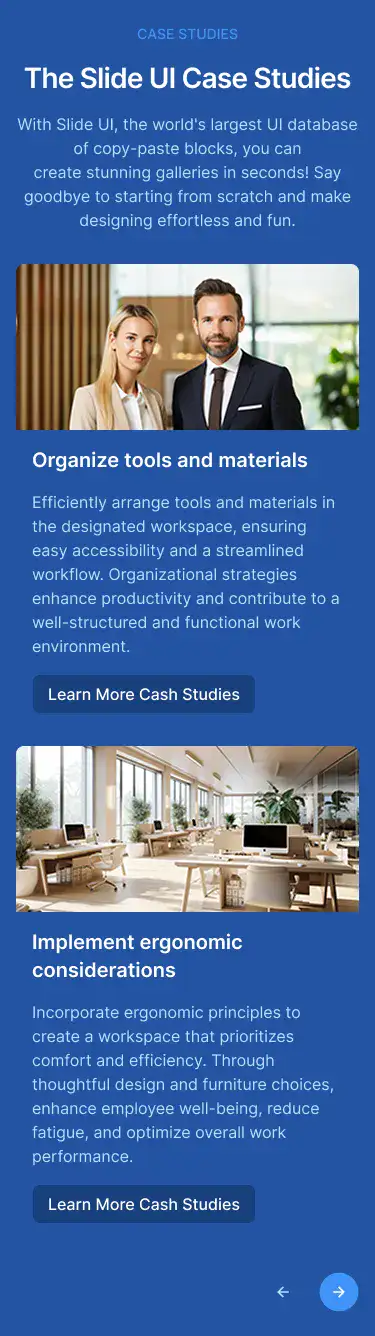 CASE STUDIES
The Slide UI Case Studies
With Slide UI, the world's largest UI database
of copy-paste blocks, you can
create stunning galleries in seconds! Say
goodbye to starting from scratch and make
designing effortless and fun.
Organize tools and materials
Efficiently arrange tools and materials in
the designated workspace, ensuring
easy accessibility and a streamlined
workflow. Organizational strategies
enhance productivity and contribute to a
well-structured and functional work
environment.
Learn More Cash Studies
Implement ergonomic
considerations
Incorporate ergonomic principles to
create a workspace that prioritizes
comfort and efficiency. Through
thoughtful design and furniture choices,
enhance employee well-being, reduce
fatigue, and optimize overall work
performance.
Learn More Cash Studies